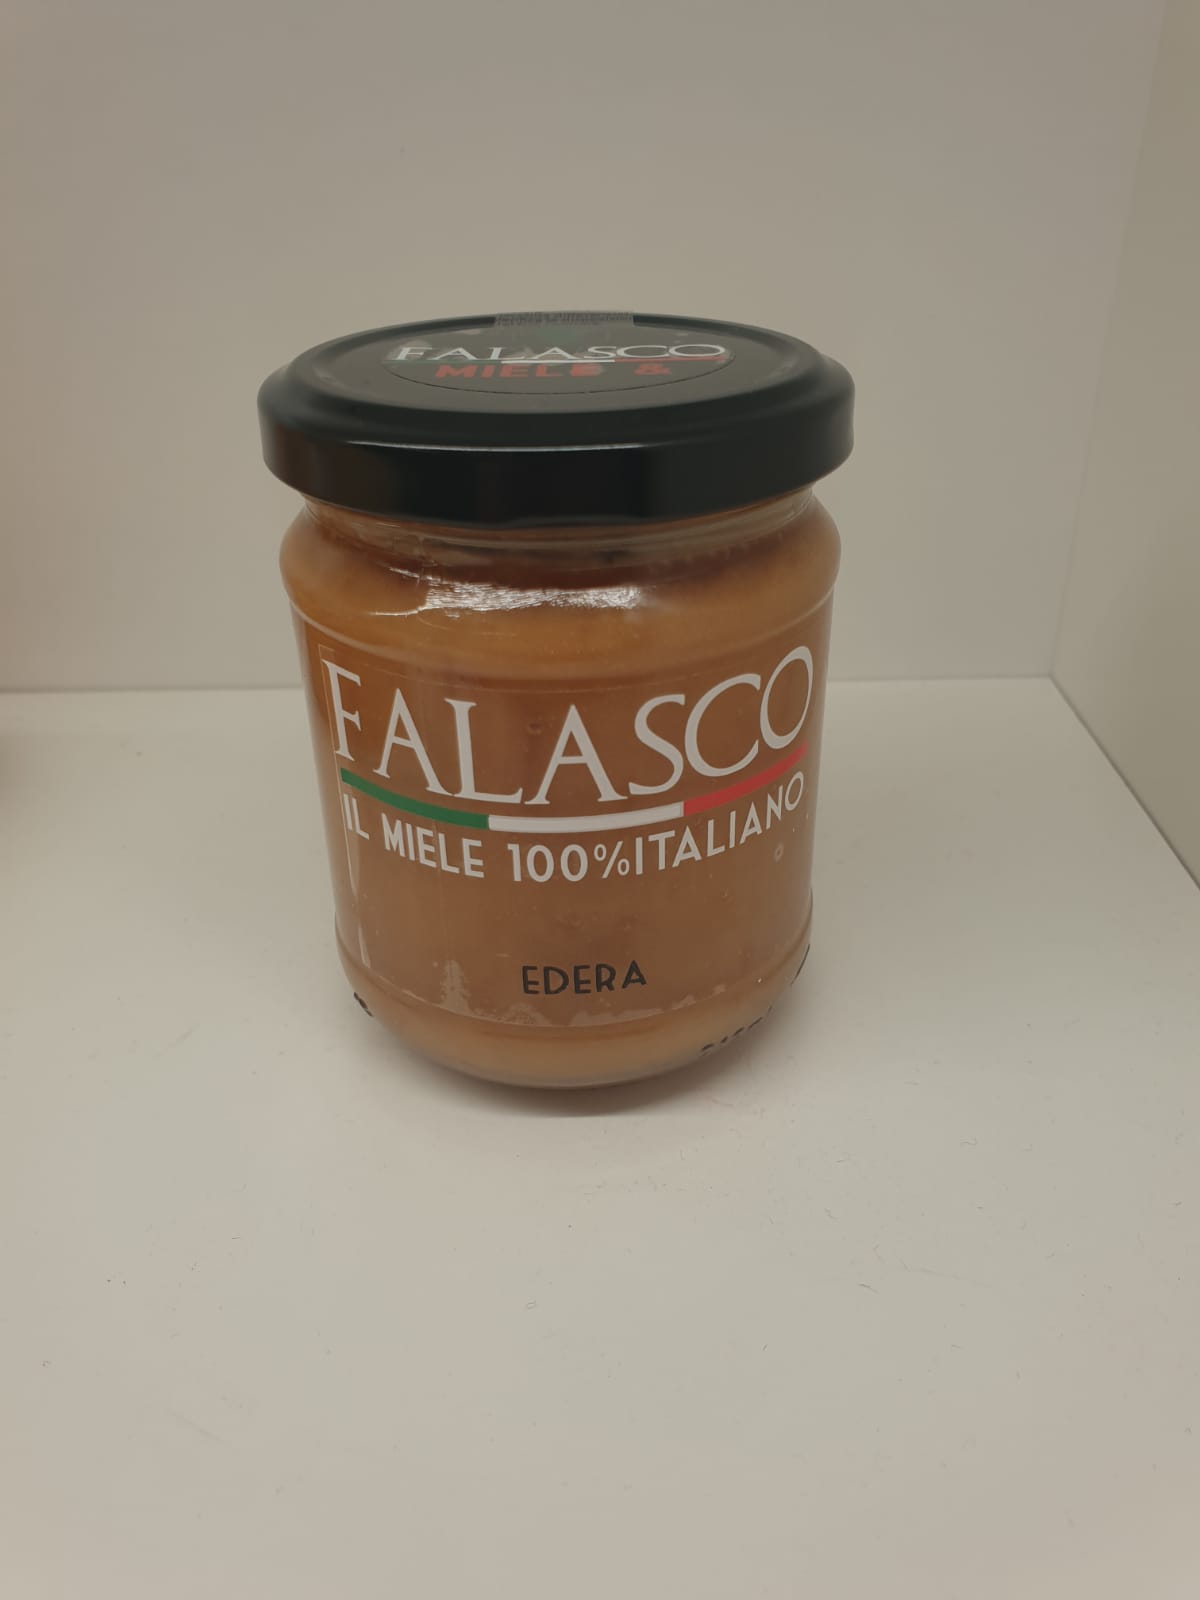 FALASCO
MIELE &
FALASCO
IL MIELE 100%ITALIANO
EDERA